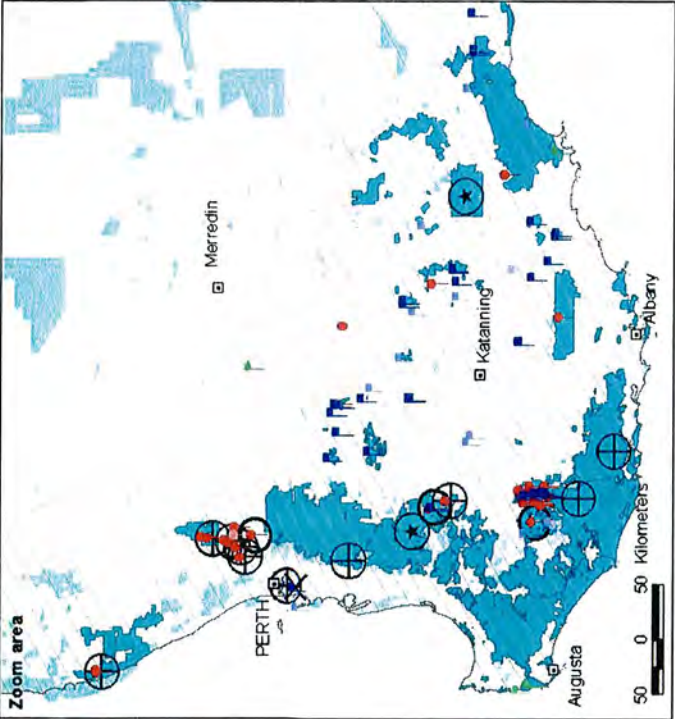 Zoom area
Merredin
PERTH
Katanning
Albany
Augusta
50 0 50 Kilometers